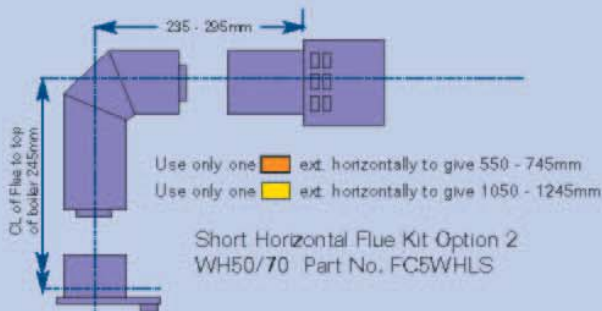 235 - 295mm
CL of Flue to top
of boiler 245mm
Use only one ext. horizontally to give 550 - 745mm
Use only one ext. horizontally to give 1050 - 1245mm
Short Horizontal Flue Kit Option 2
WH50/70 Part No. FC5WHLS